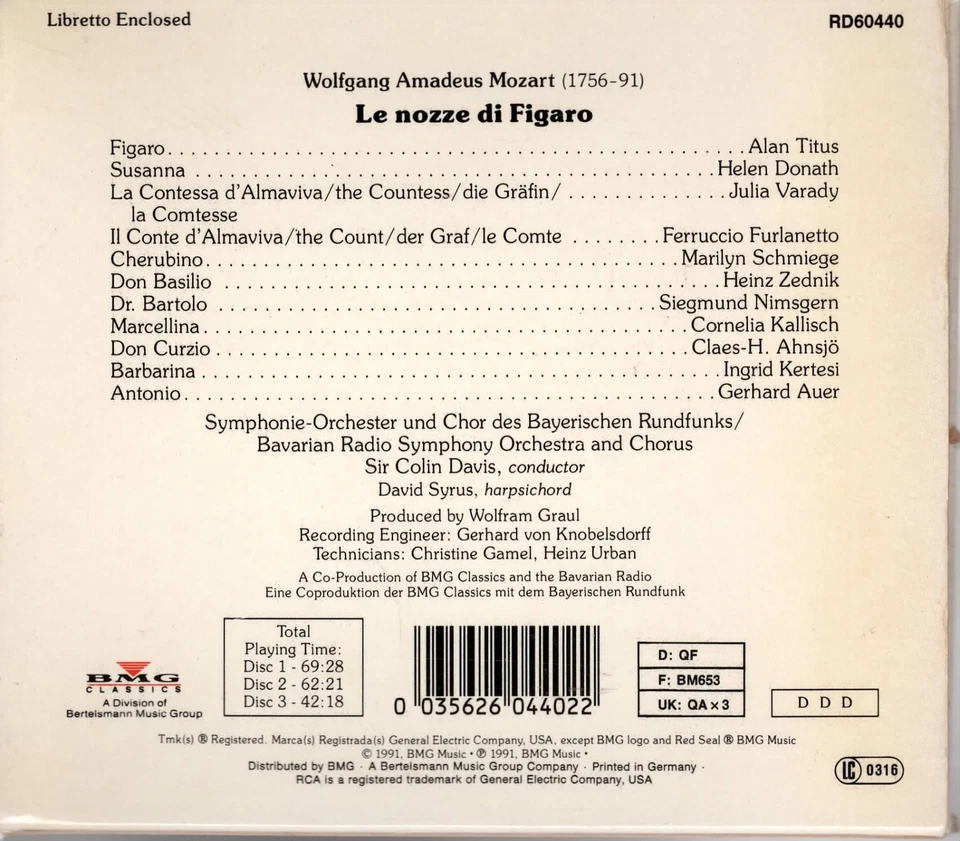 Libretto Enclosed
RD60440
Wolfgang Amadeus Mozart (1756-91)
Le nozze di Figaro
Figaro. . . . . . . . . . . . . . . . . . . . . . . . . . . . . . . . . . . . . . . . . . . . . . . . . . Alan Titus
Susanna . . . . . . . . . . . . . . . . . . . . . . . . . . . . . . . . . . . . . . . . . . . . . Helen Donath
La Contessa d'Almaviva/the Countess/die Gräfin/ . . . . . . . . . . . . . . Julia Varady
la Comtesse
Il Conte d'Almaviva/the Count/der Graf/le Comte . . . . . . . . Ferruccio Furlanetto
Cherubino. . . . . . . . . . . . . . . . . . . . . . . . . . . . . . . . . . . . . . . . . Marilyn Schmiege
Don Basilio . . . . . . . . . . . . . . . . . . . . . . . . . . . . . . . . . . . . . . . . . . . Heinz Zednik
Dr. Bartolo . . . . . . . . . . . . . . . . . . . . . . . . . . . . . . . . . . . . . . Siegmund Nimsgern
Marcellina. . . . . . . . . . . . . . . . . . . . . . . . . . . . . . . . . . . . . . . . . . Cornelia Kallisch
Don Curzio . . . . . . . . . . . . . . . . . . . . . . . . . . . . . . . . . . . . . . . . . Claes-H. Ahnsjö
Barbarina . . . . . . . . . . . . . . . . . . . . . . . . . . . . . . . . . . . . . . . . . . . . . Ingrid Kertesi
Antonio. . . . . . . . . . . . . . . . . . . . . . . . . . . . . . . . . . . . . . . . . . . . . . Gerhard Auer
Symphonie-Orchester und Chor des Bayerischen Rundfunks/
Bavarian Radio Symphony Orchestra and Chorus
Sir Colin Davis, conductor
David Syrus, harpsichord
Produced by Wolfram Graul
Recording Engineer: Gerhard von Knobelsdorff
Technicians: Christine Gamel, Heinz Urban
A Co-Production of BMG Classics and the Bavarian Radio
Eine Coproduktion der BMG Classics mit dem Bayerischen Rundfunk
BMG
CLASSICS
A Division of
Bertelsmann Music Group
Total
Playing Time:
Disc 1 - 69:28
Disc 2 - 62:21
Disc 3 - 42:18
0 035626 044022
D: QF
F: BM653
UK: QA×3
D D D
Tmk(s) ® Registered. Marca(s) Registrada(s) General Electric Company, USA, except BMG logo and Red Seal ® BMG Music
© 1991, BMG Music • ℗ 1991, BMG Music •
Distributed by BMG · A Bertelsmann Music Group Company · Printed in Germany ·
RCA is a registered trademark of General Electric Company, USA
LC 0316